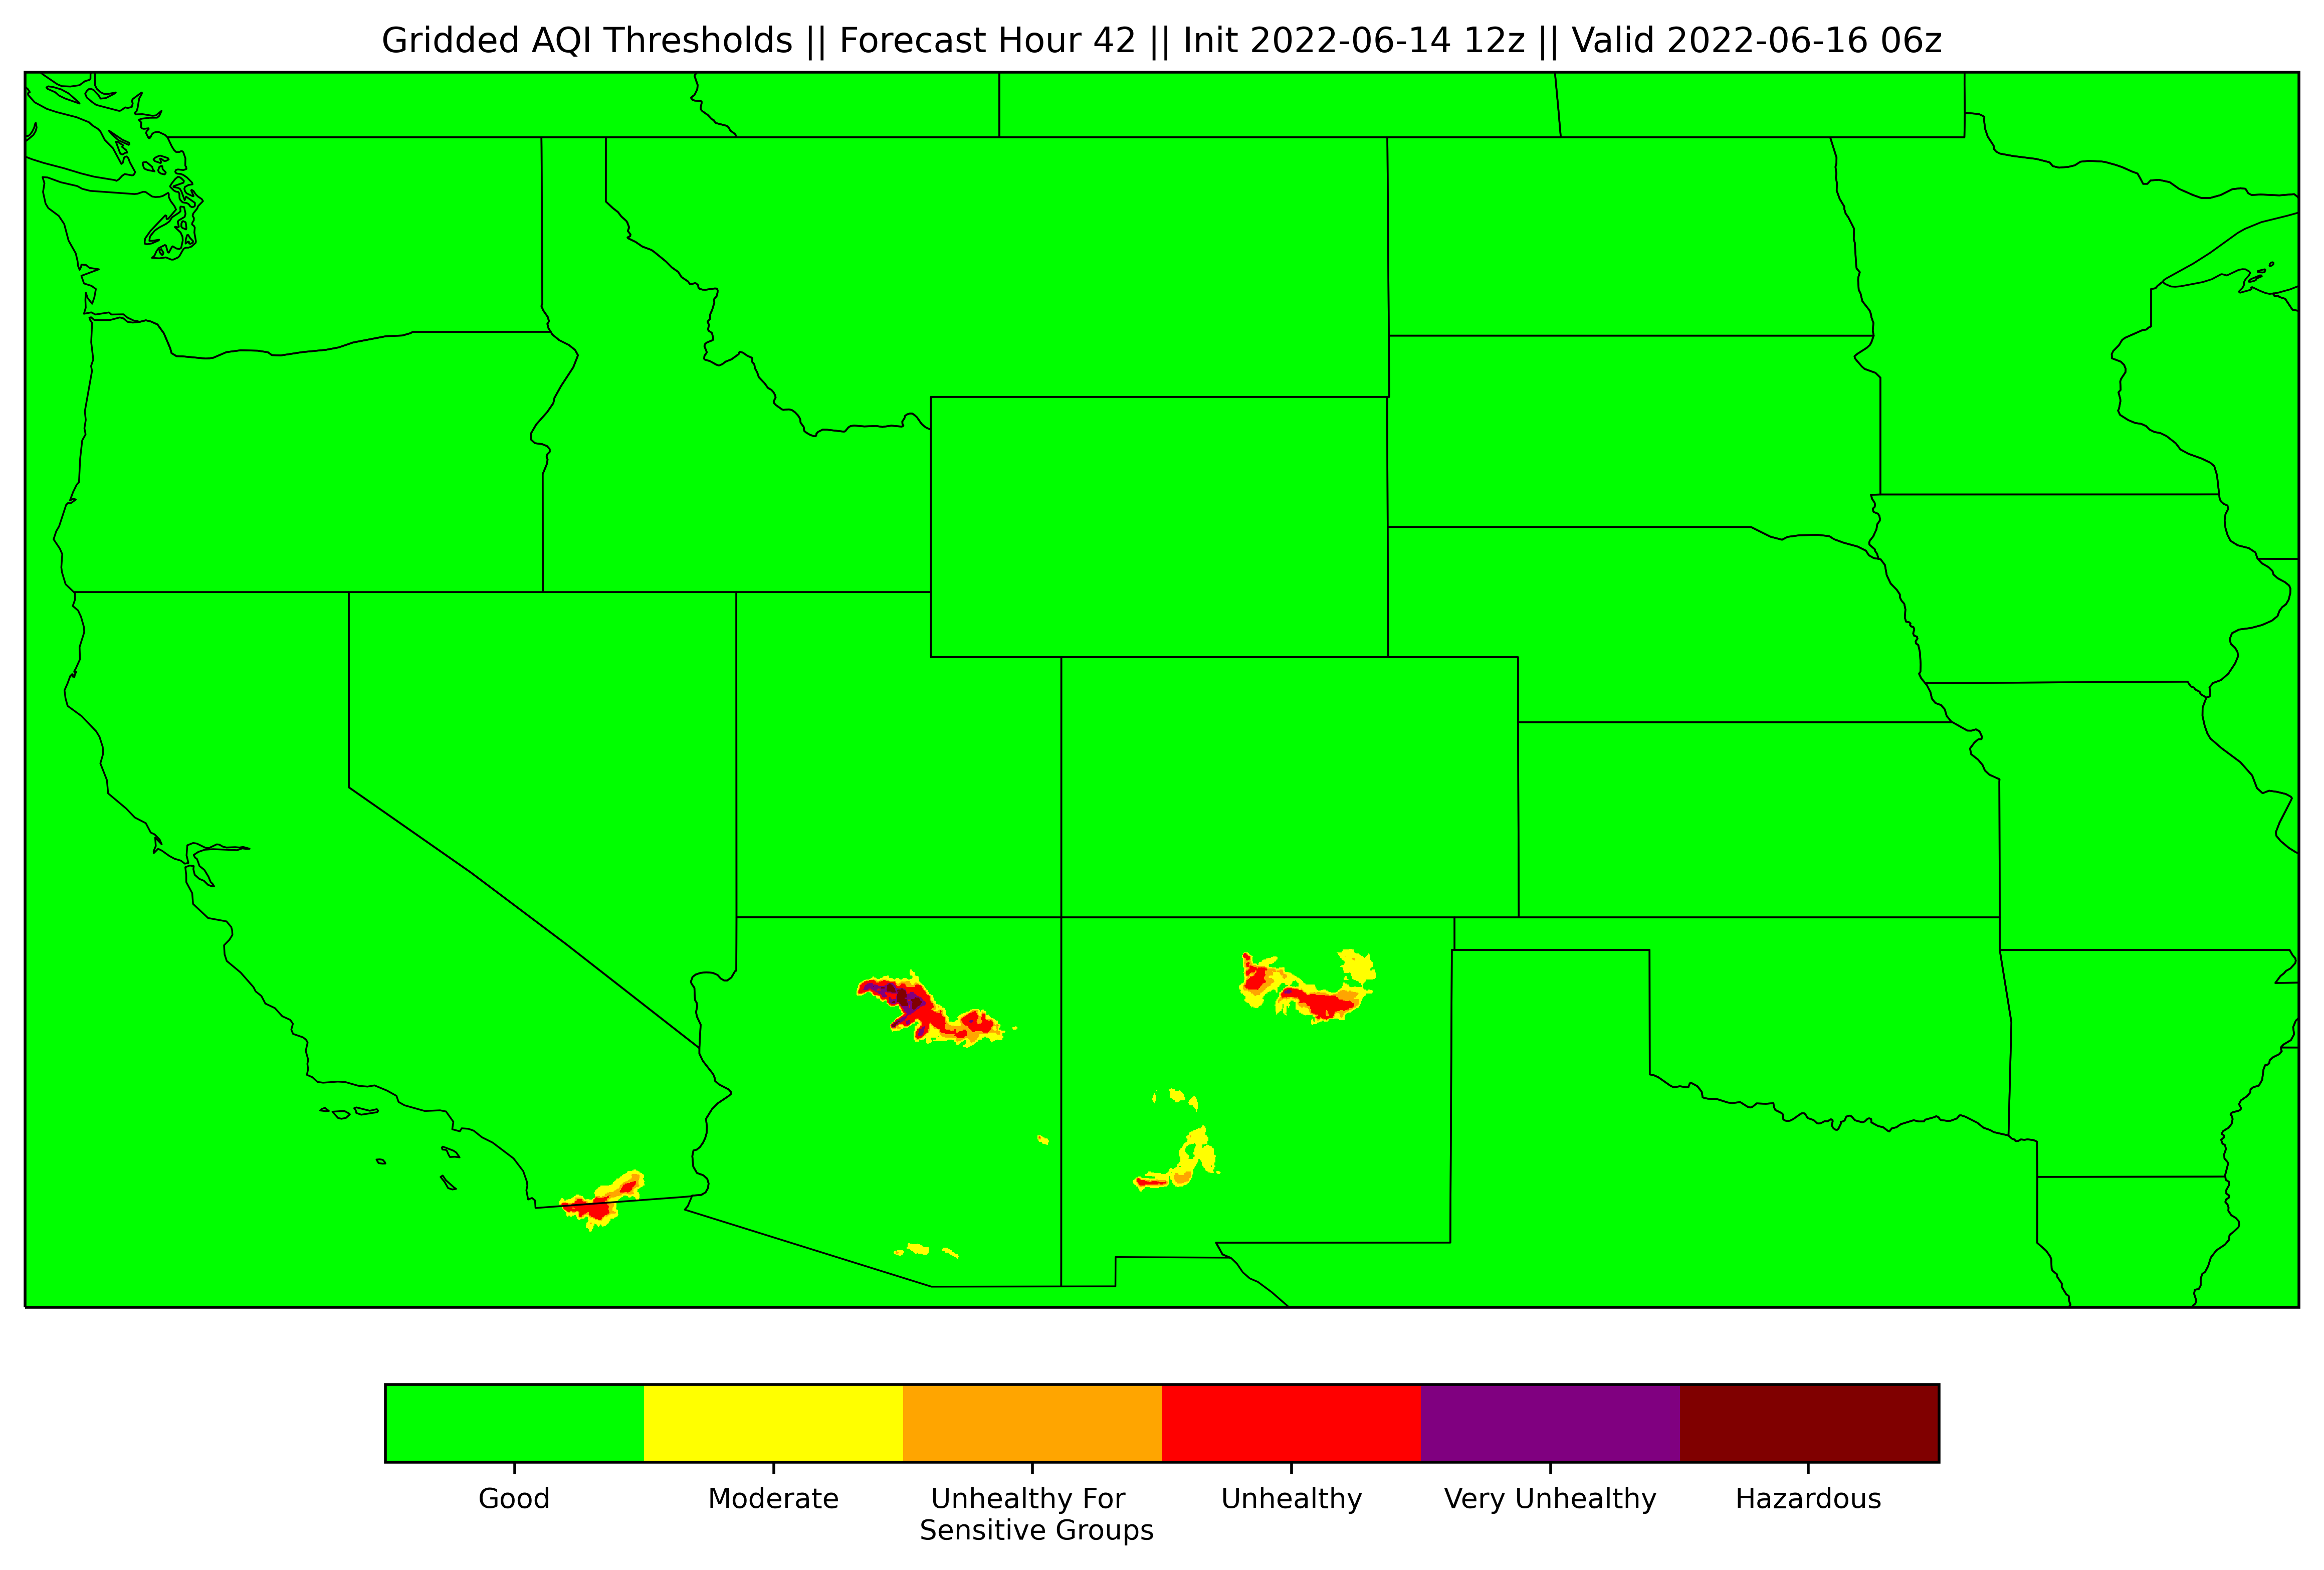 Gridded AQI Thresholds || Forecast Hour 42 || Init 2022-06-14 12z || Valid 2022-06-16 06z
Good
Moderate
Unhealthy For
Sensitive Groups
Unhealthy
Very Unhealthy
Hazardous